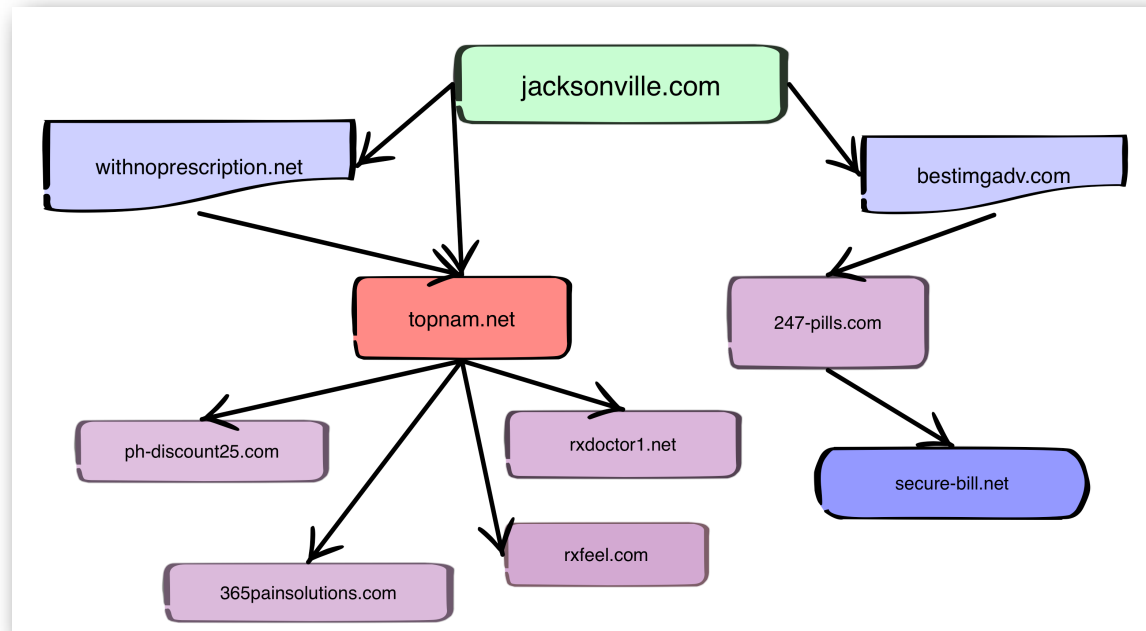 jacksonville.com
withnoprescription.net
bestimgadv.com
topnam.net
247-pills.com
ph-discount25.com
rxdoctor1.net
secure-bill.net
rxfeel.com
365painsolutions.com